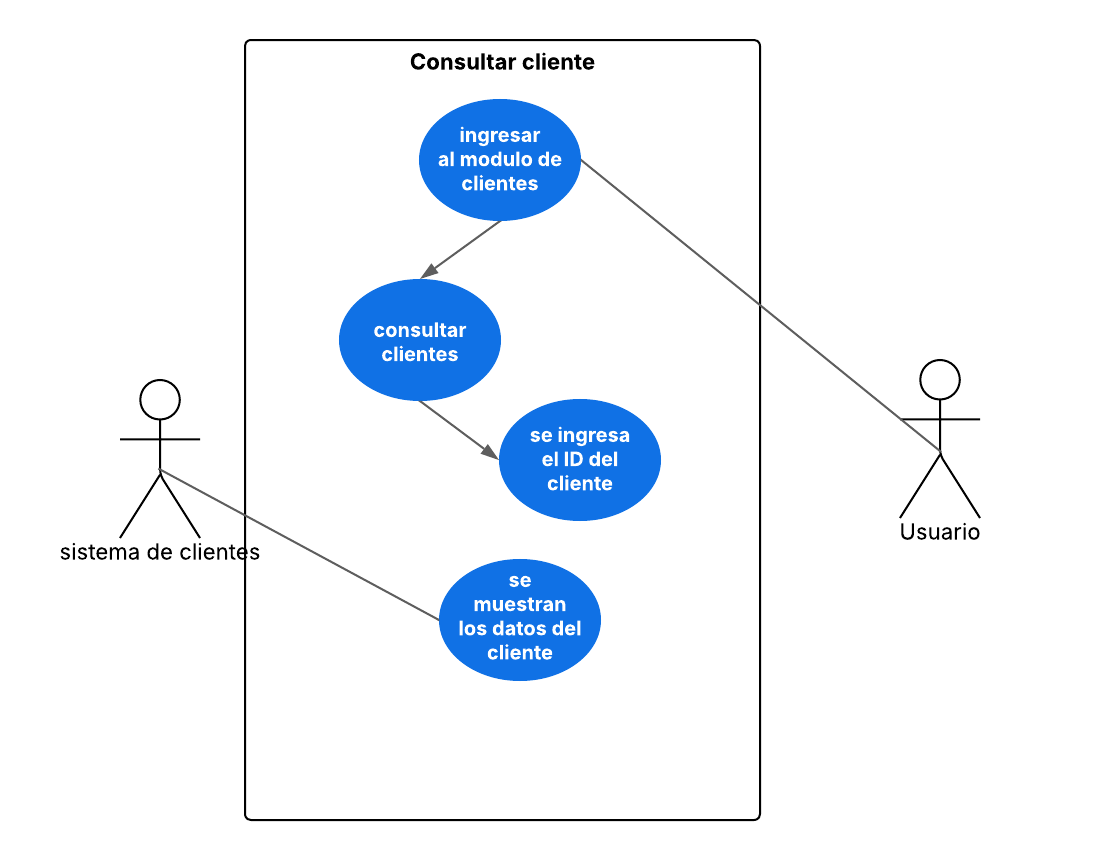 Consultar cliente
ingresar
al modulo de
clientes
consultar
clientes
se ingresa
el ID del
cliente
sistema de clientes
Usuario
se
muestran
los datos del
cliente